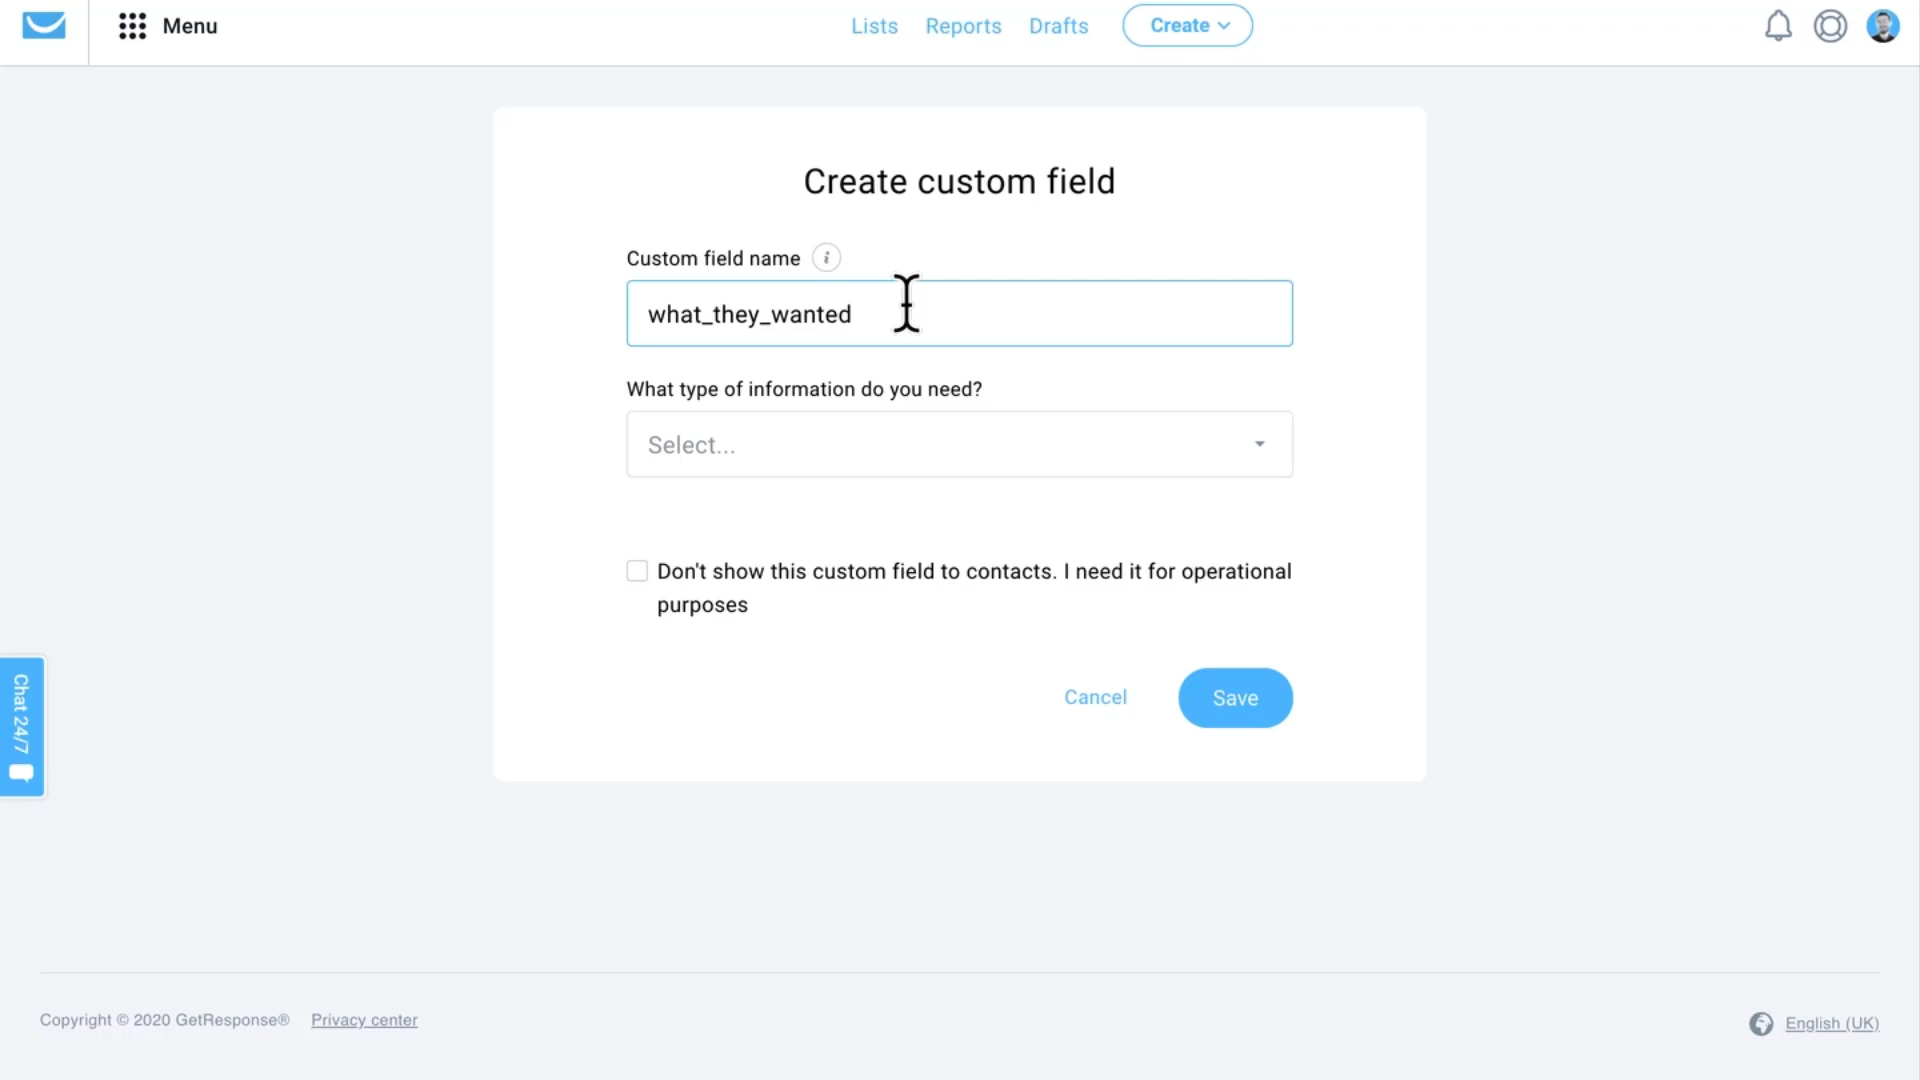 Menu
Lists
Reports
Drafts
Create
Create custom field
Custom field name
i
what_they_wanted
What type of information do you need?
Select...
Don't show this custom field to contacts. I need it for operational
purposes
Cancel
Save
Chat 24/7
Copyright © 2020 GetResponse®
Privacy center
English (UK)